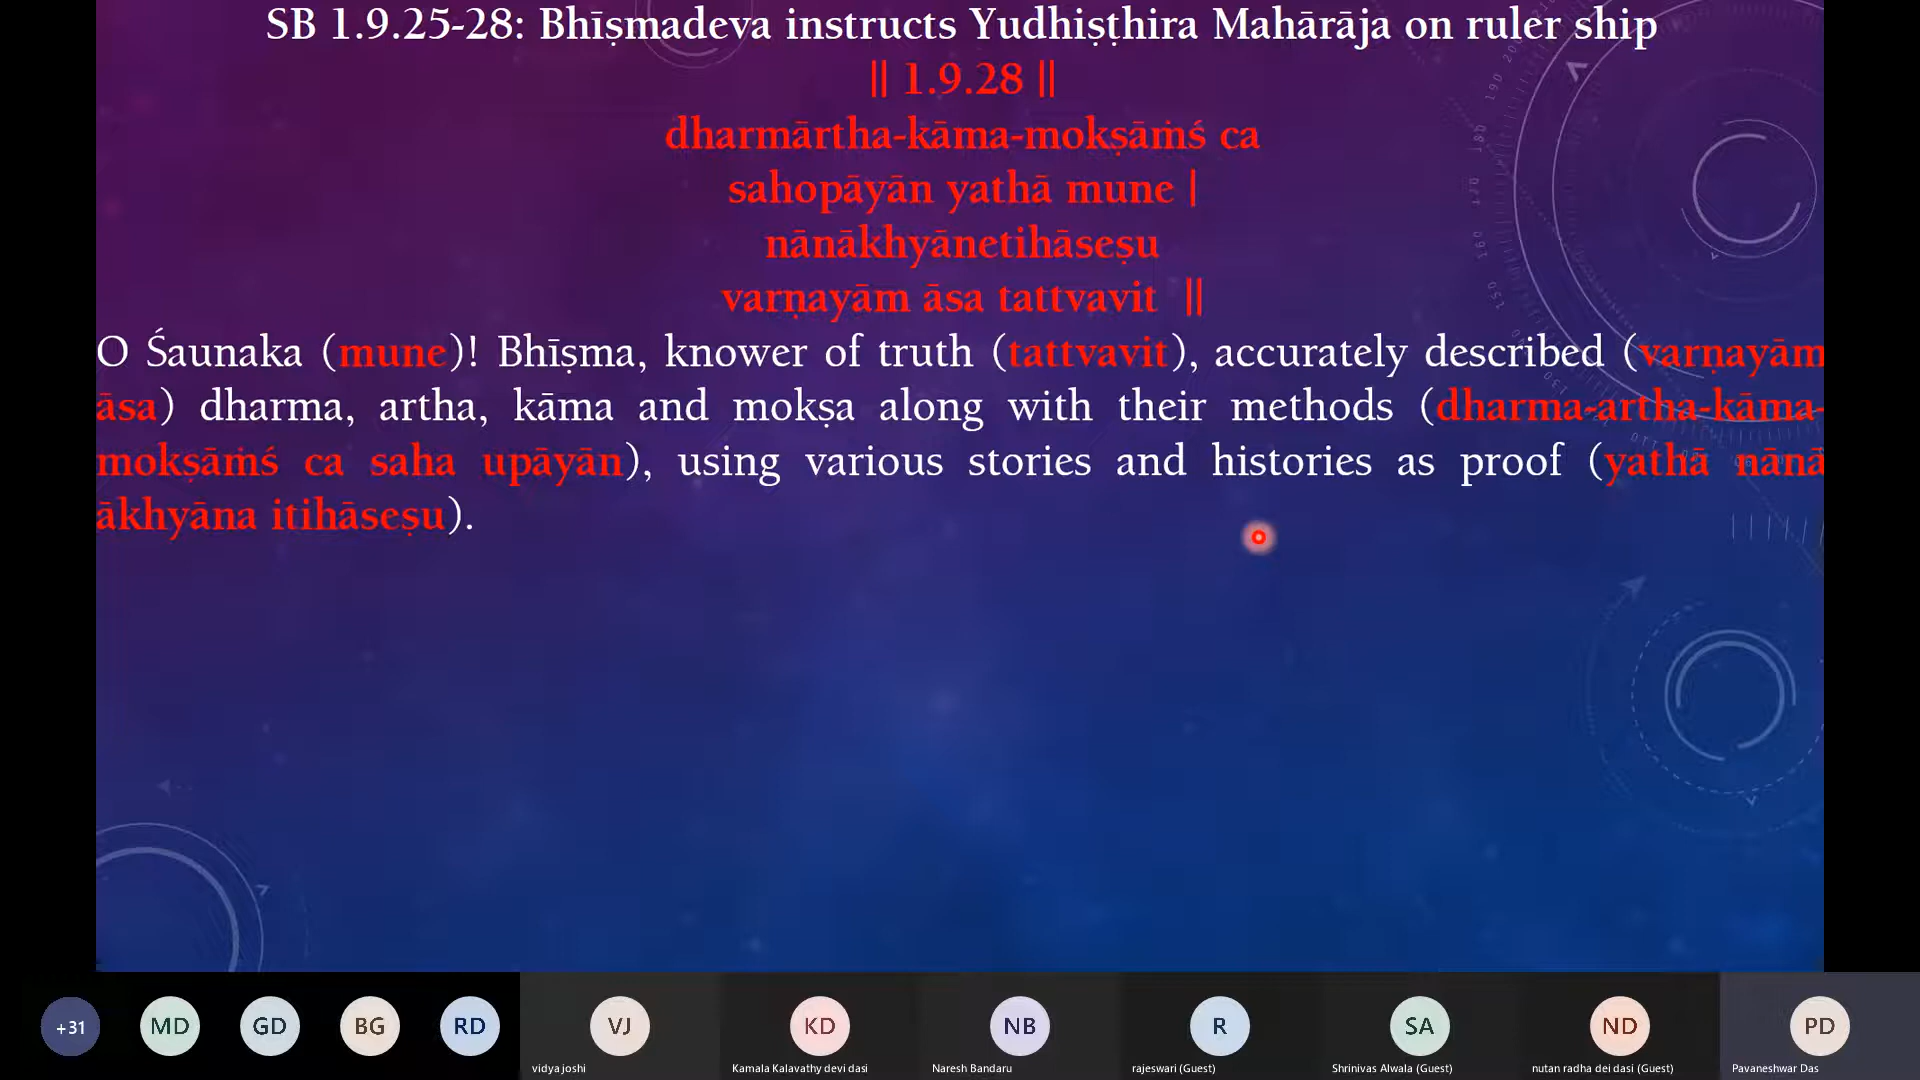 SB 1.9.25-28: Bhīṣmadeva instructs Yudhiṣṭhira Mahārāja on ruler ship
|| 1.9.28 ||
dharmārtha-kāma-mokṣāṁś ca
sahopāyān yathā mune |
nānākhyānetihāseṣu
varṇayām āsa tattvavit ||
O Śaunaka (mune)! Bhīṣma, knower of truth (tattvavit), accurately described (varṇayām
āsa) dharma, artha, kāma and mokṣa along with their methods (dharma-artha-kāma-
mokṣāṁś ca saha upāyān), using various stories and histories as proof (yathā nānā
ākhyāna itihāseṣu).
+31 MD GD BG RD VJ KD NB R SA ND PD
vidya joshi Kamala Kalavathy devi dasi Naresh Bandaru rajeswari (Guest) Shrinivas Alwala (Guest) nutan radha dei dasi (Guest) Pavaneshwar Das